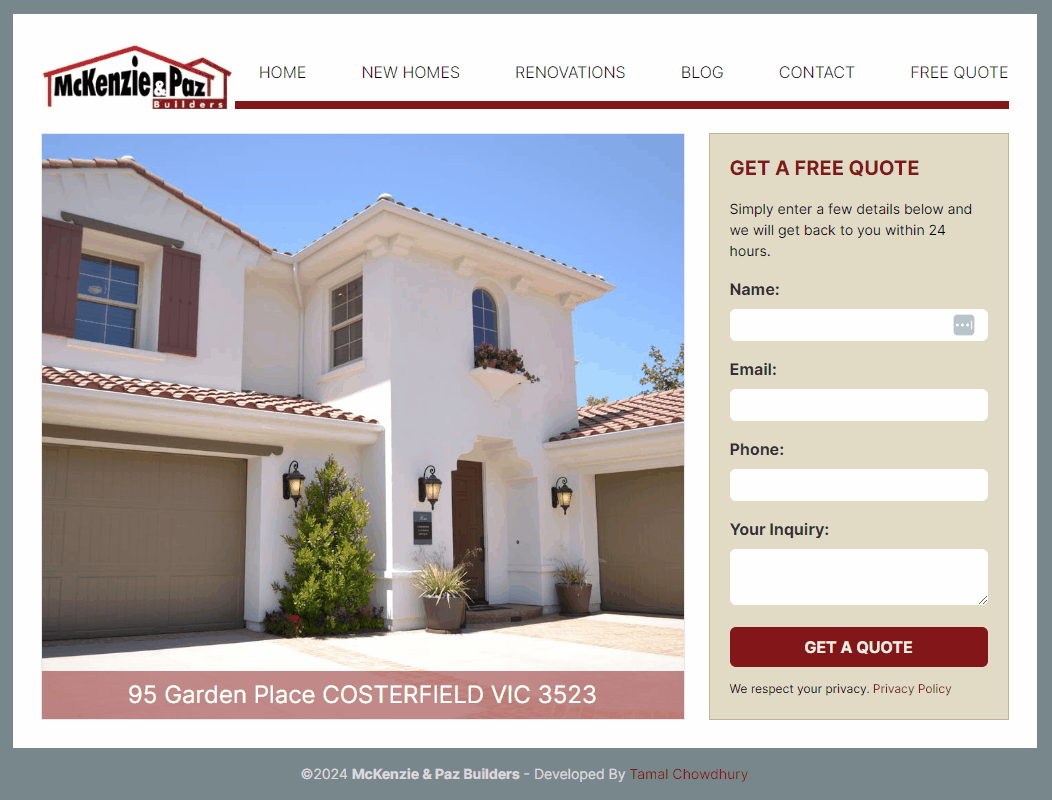 McKenzie & Paz
Builders
HOME
NEW HOMES
RENOVATIONS
BLOG
CONTACT
FREE QUOTE
95 Garden Place COSTERFIELD VIC 3523
GET A FREE QUOTE
Simply enter a few details below and
we will get back to you within 24
hours.
Name:
Email:
Phone:
Your Inquiry:
GET A QUOTE
We respect your privacy. Privacy Policy
©2024 McKenzie & Paz Builders - Developed By Tamal Chowdhury